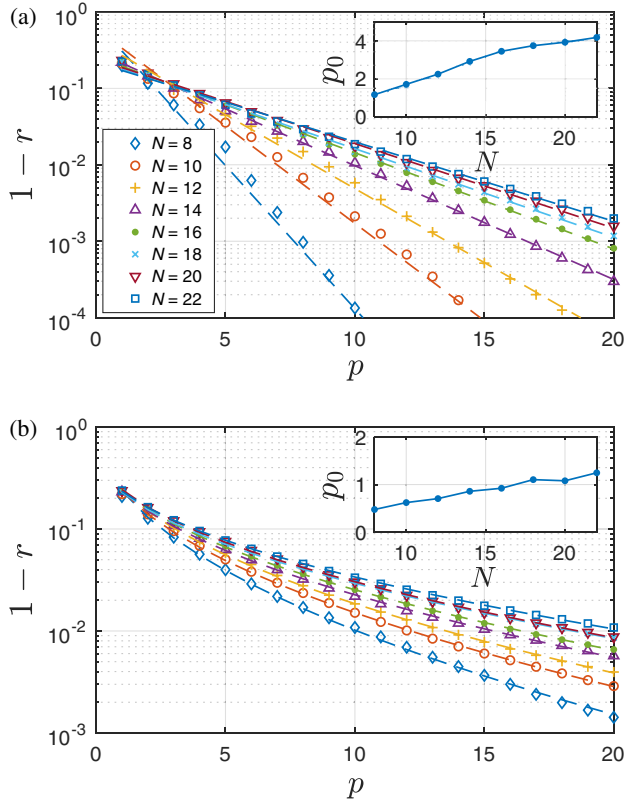 (a)
10^0
10^-1
10^-2
10^-3
10^-4
1 − r
N = 8
N = 10
N = 12
N = 14
N = 16
N = 18
N = 20
N = 22
4
2
0
p_0
10 15 20
N
0 5 10 15 20
p
(b)
10^0
10^-1
10^-2
10^-3
1 − r
2
1
0
p_0
10 15 20
N
0 5 10 15 20
p